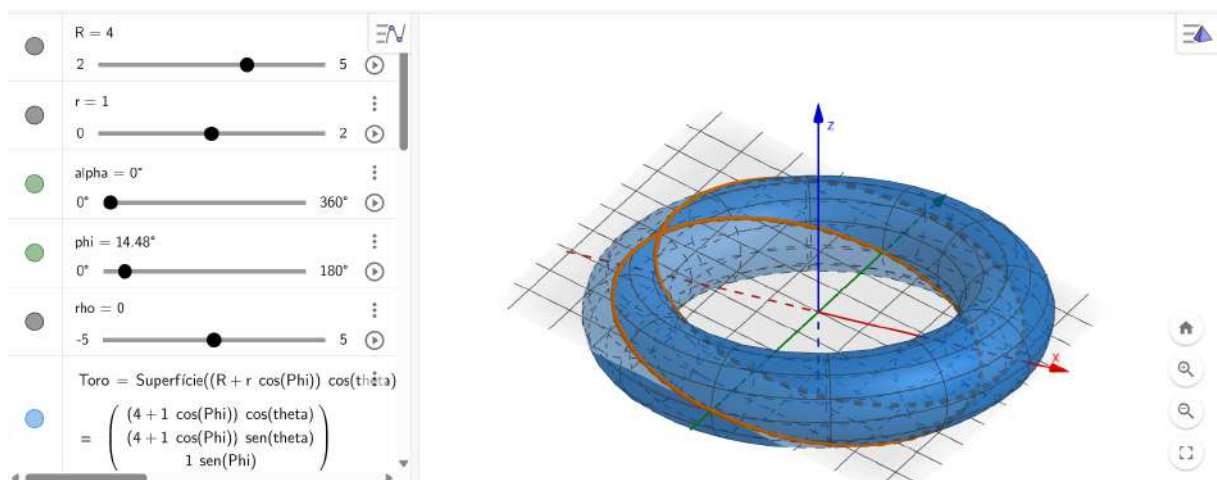 R = 4
2 5
r = 1
0 2
alpha = 0°
0° 360°
phi = 14.48°
0° 180°
rho = 0
-5 5
Toro = Superfície((R + r cos(Phi)) cos(theta)
= ( (4 + 1 cos(Phi)) cos(theta)
(4 + 1 cos(Phi)) sen(theta)
1 sen(Phi) )
z
x